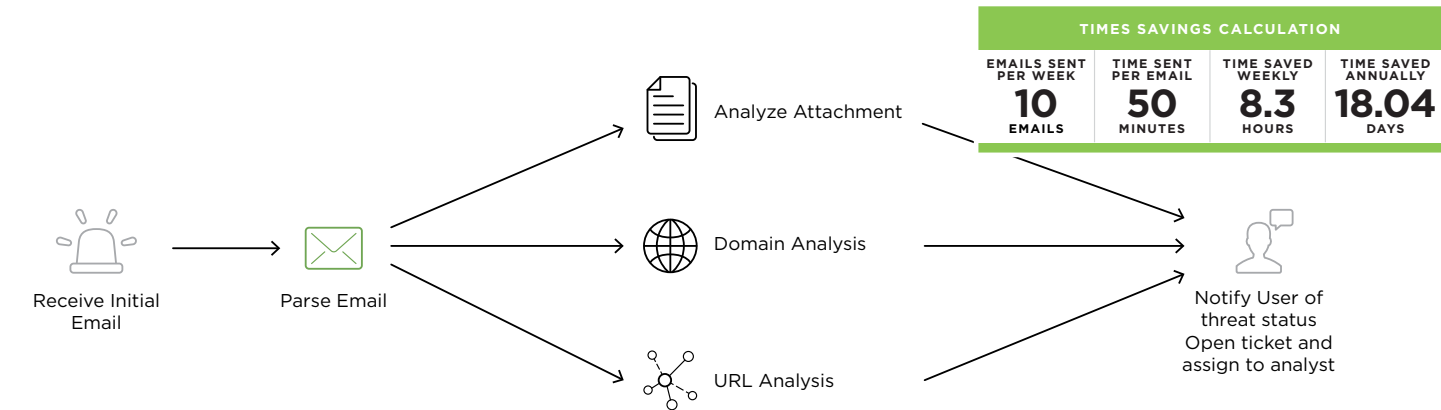 TIMES SAVINGS CALCULATION
EMAILS SENT
PER WEEK
10
EMAILS
TIME SENT
PER EMAIL
50
MINUTES
TIME SAVED
WEEKLY
8.3
HOURS
TIME SAVED
ANNUALLY
18.04
DAYS
Analyze Attachment
Domain Analysis
URL Analysis
Receive Initial
Email
Parse Email
Notify User of
threat status
Open ticket and
assign to analyst